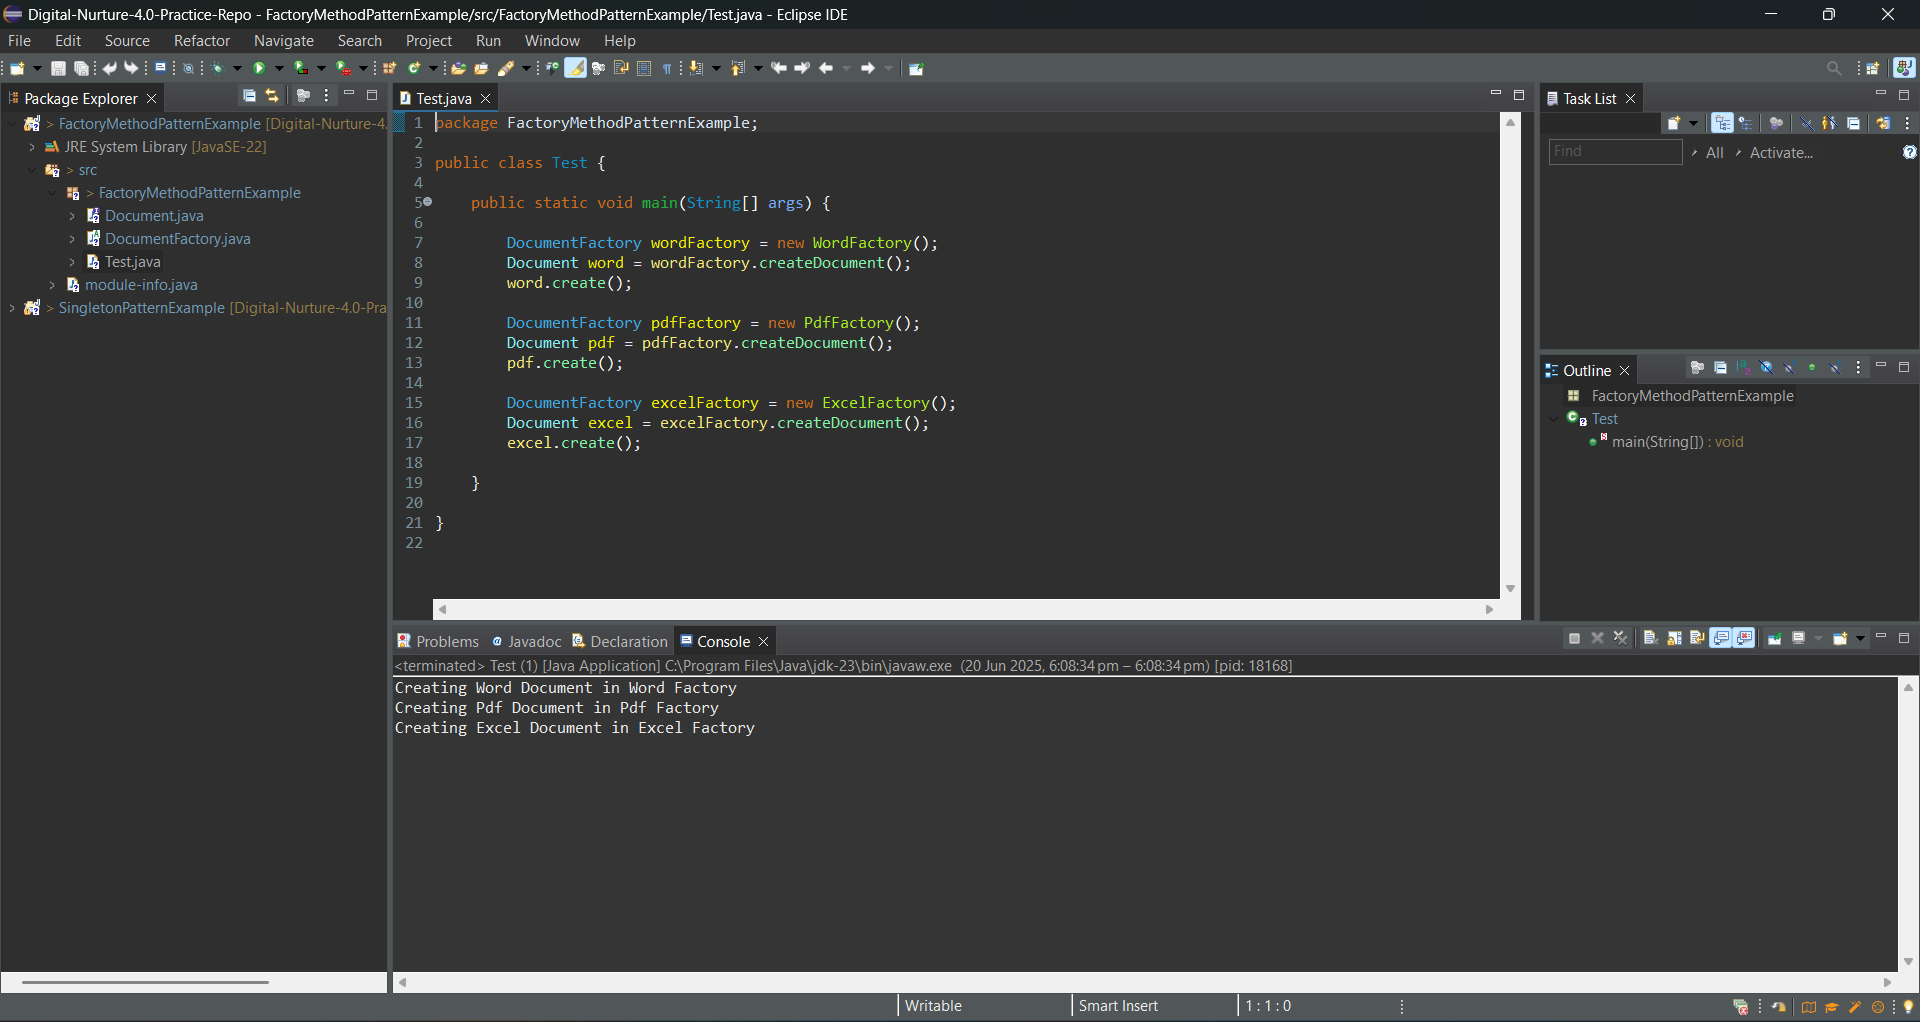 Digital-Nurture-4.0-Practice-Repo - FactoryMethodPatternExample/src/FactoryMethodPatternExample/Test.java - Eclipse IDE
File Edit Source Refactor Navigate Search Project Run Window Help
Package Explorer
> FactoryMethodPatternExample [Digital-Nurture-4.
JRE System Library [JavaSE-22]
> src
> FactoryMethodPatternExample
Document.java
DocumentFactory.java
Test.java
module-info.java
> SingletonPatternExample [Digital-Nurture-4.0-Pra
Test.java
1 package FactoryMethodPatternExample;
2
3 public class Test {
4
5 public static void main(String[] args) {
6
7 DocumentFactory wordFactory = new WordFactory();
8 Document word = wordFactory.createDocument();
9 word.create();
10
11 DocumentFactory pdfFactory = new PdfFactory();
12 Document pdf = pdfFactory.createDocument();
13 pdf.create();
14
15 DocumentFactory excelFactory = new ExcelFactory();
16 Document excel = excelFactory.createDocument();
17 excel.create();
18
19 }
20
21 }
22
Task List
Find All Activate...
Outline
FactoryMethodPatternExample
Test
main(String[]) : void
Problems Javadoc Declaration Console
<terminated> Test (1) [Java Application] C:\Program Files\Java\jdk-23\bin\javaw.exe (20 Jun 2025, 6:08:34 pm – 6:08:34 pm) [pid: 18168]
Creating Word Document in Word Factory
Creating Pdf Document in Pdf Factory
Creating Excel Document in Excel Factory
Writable Smart Insert 1 : 1 : 0